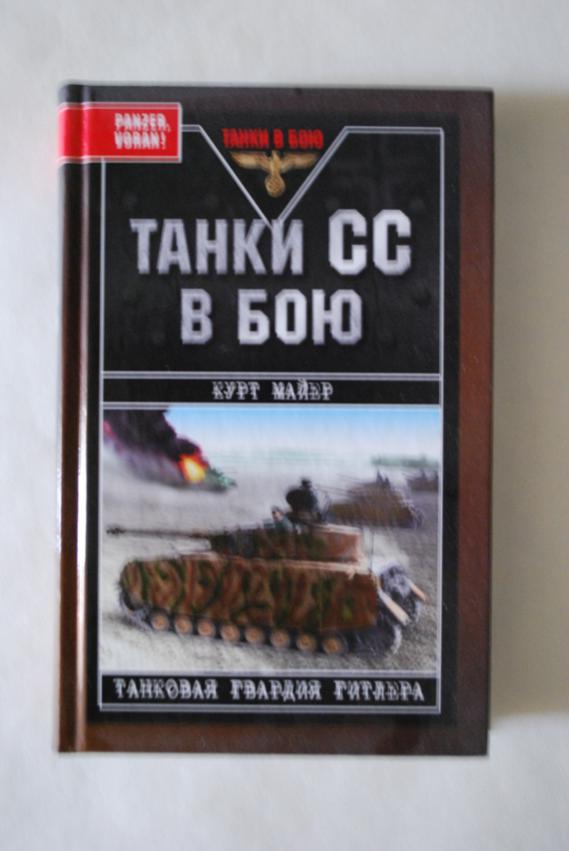 PANZER,
VORAN!
ТАНКИ В БОЮ
ТАНКИ СС
В БОЮ
КУРТ МАЙЕР
ТАНКОВАЯ ГВАРДИЯ ГИТЛЕРА